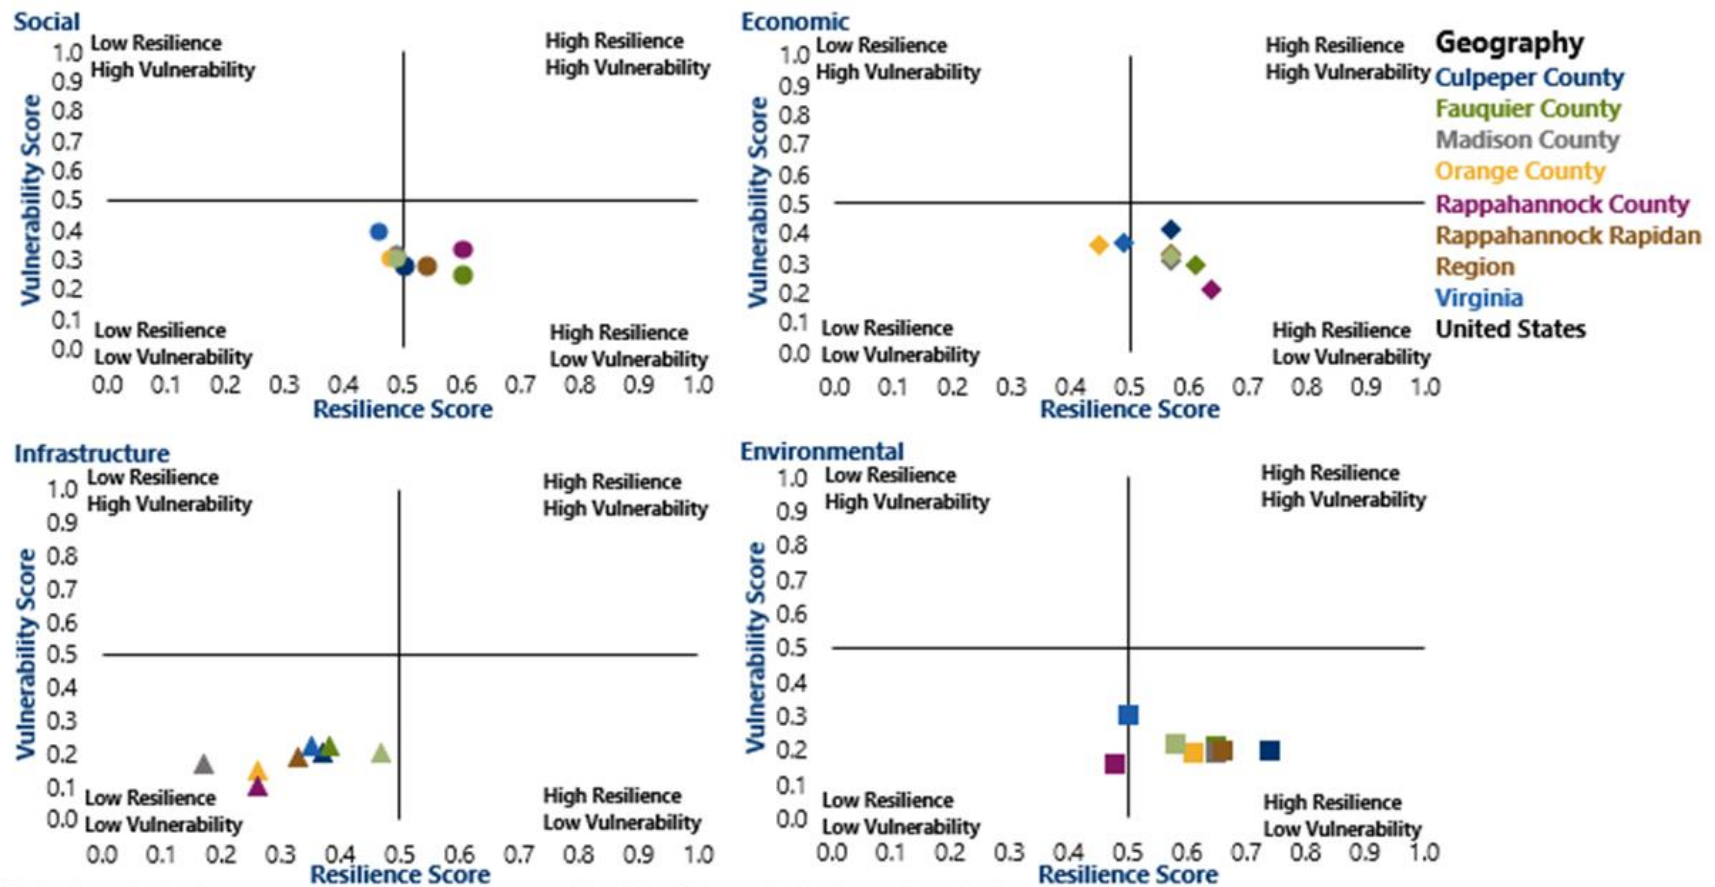 Social
Low Resilience
High Vulnerability
High Resilience
High Vulnerability
Vulnerability Score
1.0
0.9
0.8
0.7
0.6
0.5
0.4
0.3
0.2
0.1
0.0
Low Resilience
Low Vulnerability
High Resilience
Low Vulnerability
0.0 0.1 0.2 0.3 0.4 0.5 0.6 0.7 0.8 0.9 1.0
Resilience Score
Economic
Low Resilience
High Vulnerability
High Resilience
High Vulnerability
Vulnerability Score
1.0
0.9
0.8
0.7
0.6
0.5
0.4
0.3
0.2
0.1
0.0
Low Resilience
Low Vulnerability
High Resilience
Low Vulnerability
0.0 0.1 0.2 0.3 0.4 0.5 0.6 0.7 0.8 0.9 1.0
Resilience Score
Geography
Culpeper County
Fauquier County
Madison County
Orange County
Rappahannock County
Rappahannock Rapidan
Region
Virginia
United States
Infrastructure
Low Resilience
High Vulnerability
High Resilience
High Vulnerability
Vulnerability Score
1.0
0.9
0.8
0.7
0.6
0.5
0.4
0.3
0.2
0.1
0.0
Low Resilience
Low Vulnerability
High Resilience
Low Vulnerability
0.0 0.1 0.2 0.3 0.4 0.5 0.6 0.7 0.8 0.9 1.0
Resilience Score
Environmental
Low Resilience
High Vulnerability
High Resilience
High Vulnerability
Vulnerability Score
1.0
0.9
0.8
0.7
0.6
0.5
0.4
0.3
0.2
0.1
0.0
Low Resilience
Low Vulnerability
High Resilience
Low Vulnerability
0.0 0.1 0.2 0.3 0.4 0.5 0.6 0.7 0.8 0.9 1.0
Resilience Score